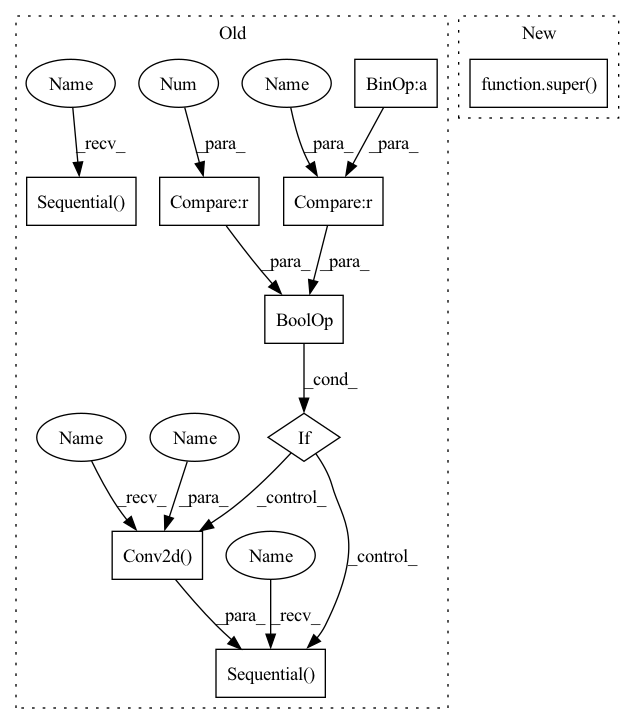 Old
New
Name
Num
Name
BinOp:a
function.super()
_recv_
_para_
_para_
_para_
Sequential()
Compare:r
Compare:r
_para_
_para_
BoolOp
_cond_
Name
Name
If
_recv_
_para_
_control_
Conv2d()
Name
_control_
_para_
_recv_
Sequential()